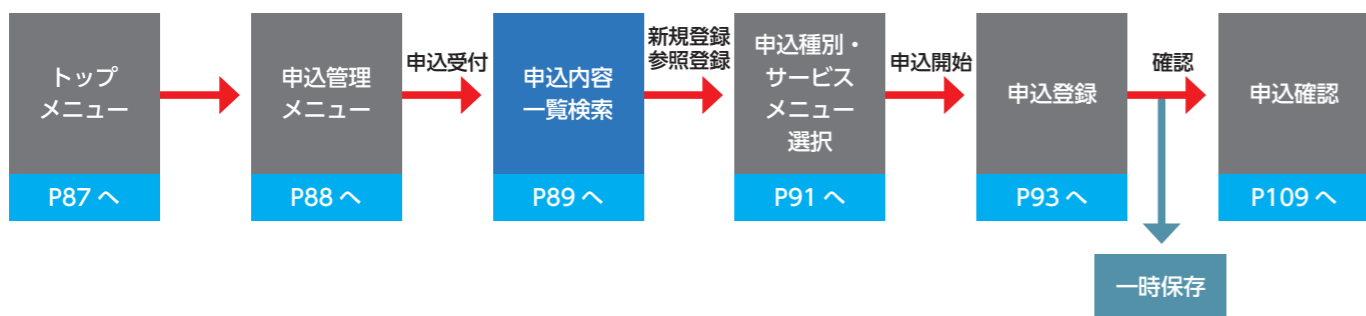 トップ
メニュー
P87 へ
申込管理
メニュー
P88 へ
申込受付
申込内容
一覧検索
P89 へ
新規登録
参照登録
申込種別・
サービス
メニュー
選択
P91 へ
申込開始
申込登録
P93 へ
確認
申込確認
P109 へ
一時保存